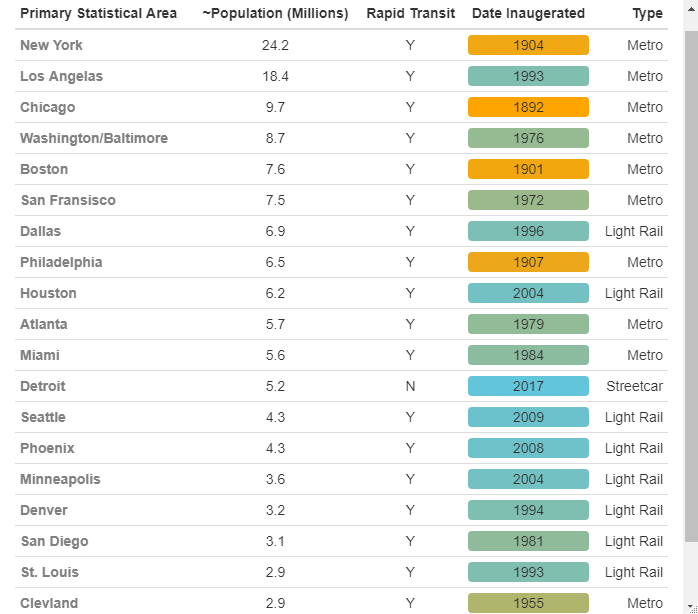 Primary Statistical Area ~Population (Millions) Rapid Transit Date Inaugerated Type
New York 24.2 Y 1904 Metro
Los Angelas 18.4 Y 1993 Metro
Chicago 9.7 Y 1892 Metro
Washington/Baltimore 8.7 Y 1976 Metro
Boston 7.6 Y 1901 Metro
San Fransisco 7.5 Y 1972 Metro
Dallas 6.9 Y 1996 Light Rail
Philadelphia 6.5 Y 1907 Metro
Houston 6.2 Y 2004 Light Rail
Atlanta 5.7 Y 1979 Metro
Miami 5.6 Y 1984 Metro
Detroit 5.2 N 2017 Streetcar
Seattle 4.3 Y 2009 Light Rail
Phoenix 4.3 Y 2008 Light Rail
Minneapolis 3.6 Y 2004 Light Rail
Denver 3.2 Y 1994 Light Rail
San Diego 3.1 Y 1981 Light Rail
St. Louis 2.9 Y 1993 Light Rail
Clevland 2.9 Y 1955 Metro